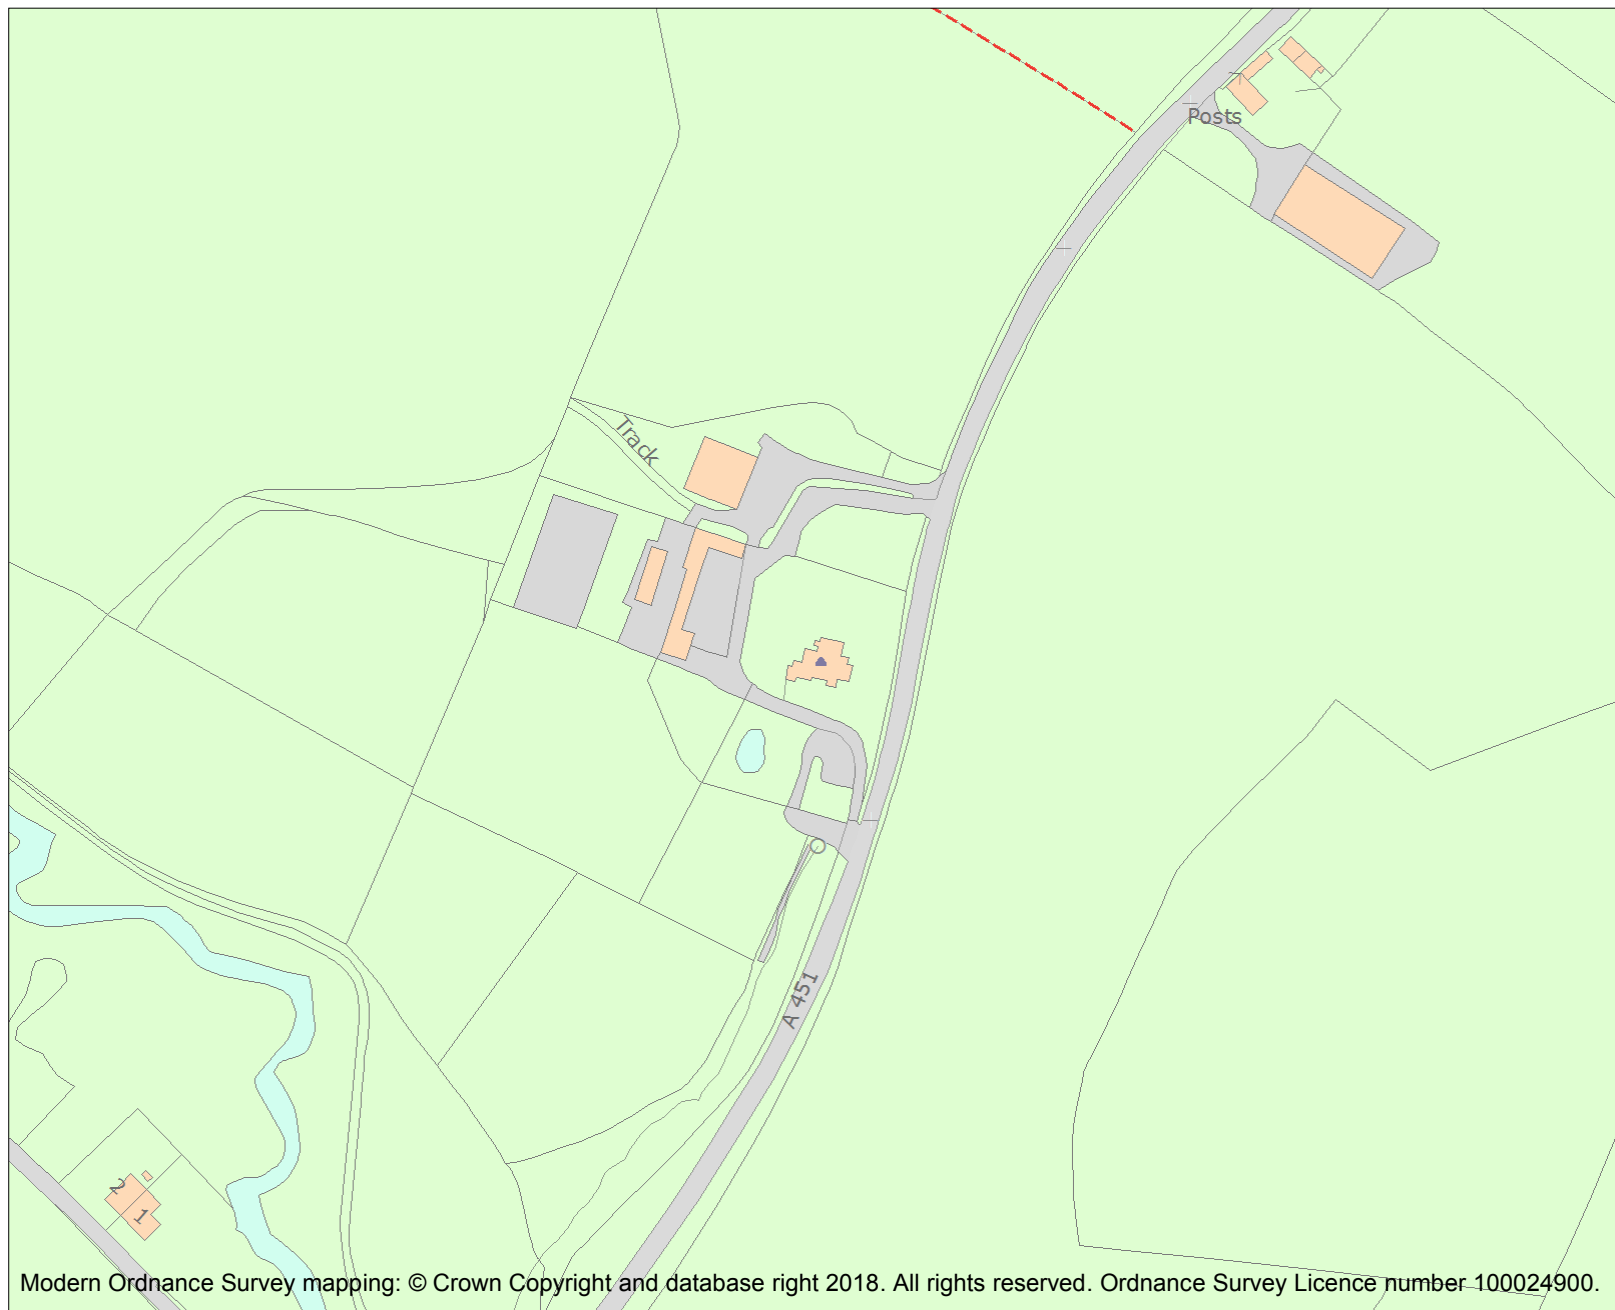 Posts
Track
A 451
2
1
Modern Ordnance Survey mapping: © Crown Copyright and database right 2018. All rights reserved. Ordnance Survey Licence number 100024900.